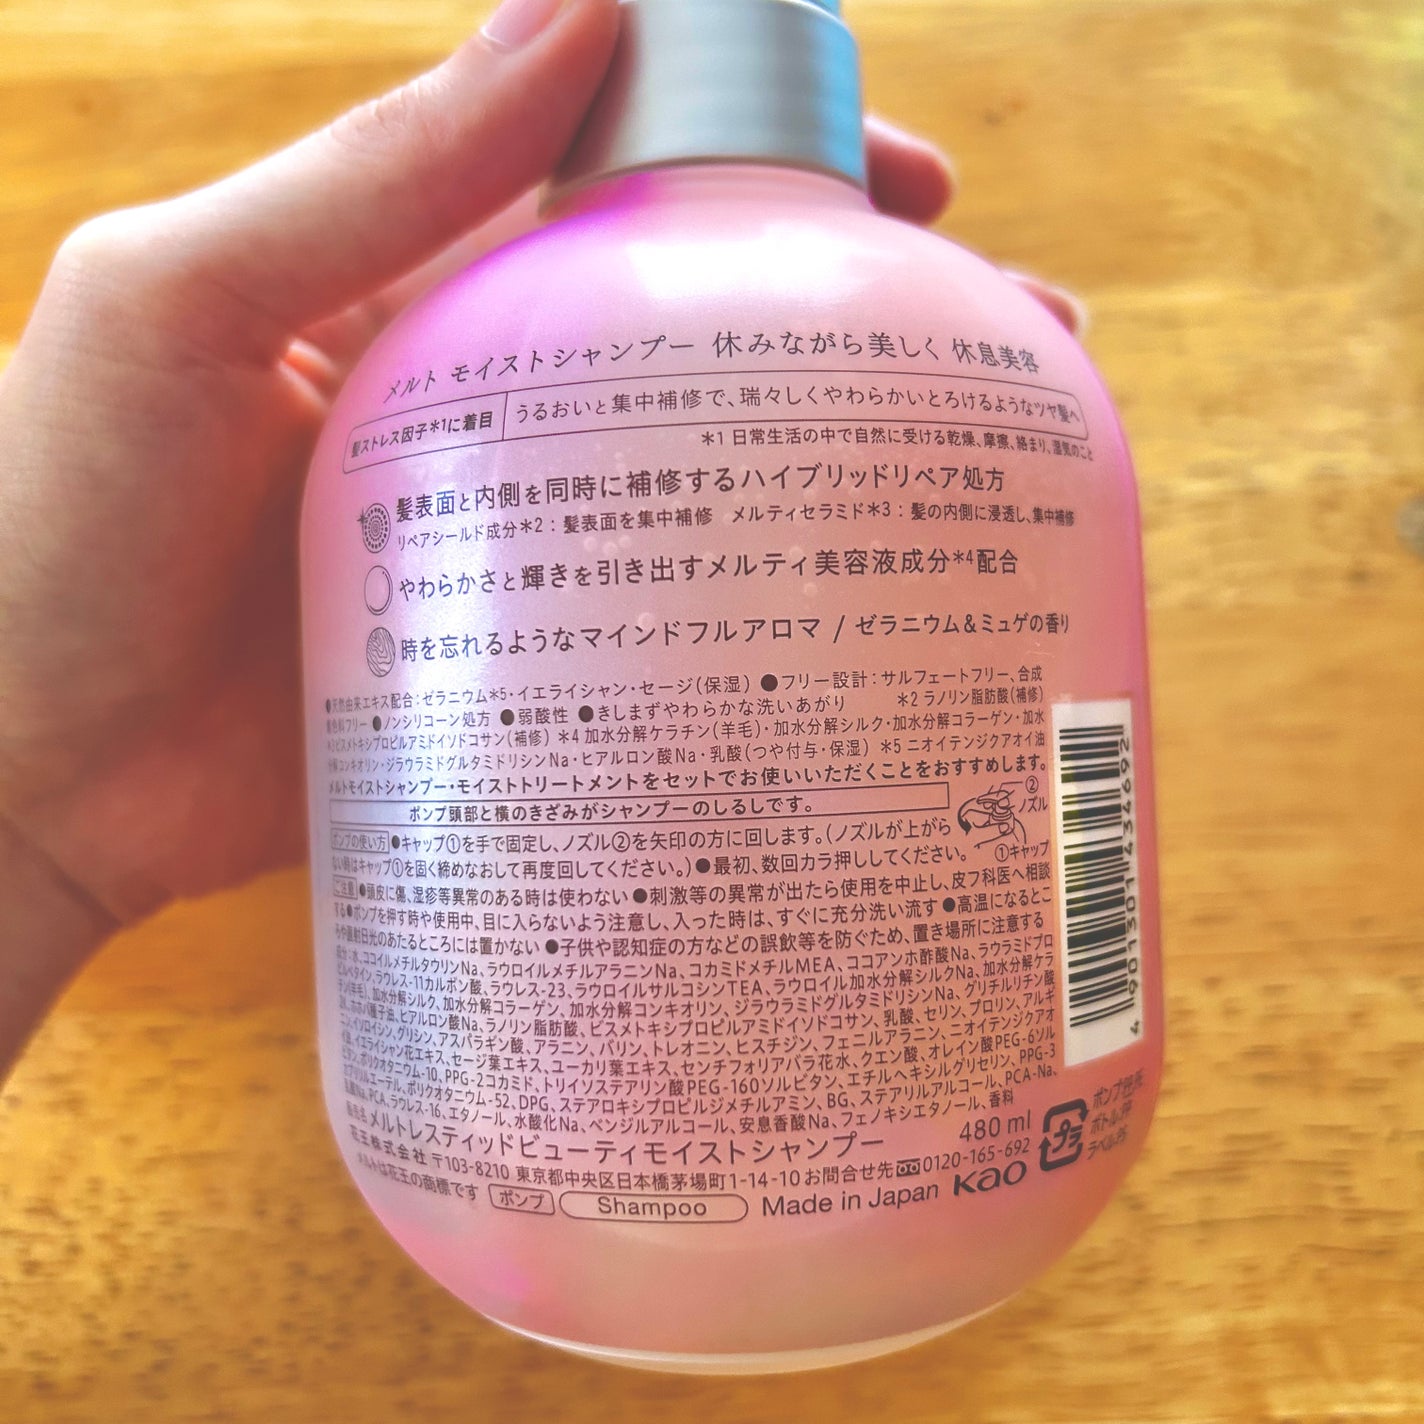 メルト モイストシャンプー 休みながら美しく 休息美容
髪ストレス因子*1に着目 うるおいと集中補修で、瑞々しくやわらかいとろけるようなツヤ髪へ
*1 日常生活の中で自然に受ける乾燥、摩擦、絡まり、湿気のこと
髪表面と内側を同時に補修するハイブリッドリペア処方
リペアシールド成分*2：髪表面を集中補修 メルティセラミド*3：髪の内側に浸透し、集中補修
やわらかさと輝きを引き出すメルティ美容液成分*4配合
時を忘れるようなマインドフルアロマ / ゼラニウム&ミュゲの香り
●天然由来エキス配合：ゼラニウム*5・イエライシャン・セージ(保湿) ●フリー設計：サルフェートフリー、合成
着色料フリー ●ノンシリコーン処方 ●弱酸性 ●きしまずやわらかな洗いあがり *2 ラノリン脂肪酸(補修)
*3ビスメトキシプロピルアミドイソドコサン(補修) *4 加水分解ケラチン(羊毛)・加水分解シルク・加水分解コラーゲン・加水
分解コンキオリン・ジラウラミドグルタミドリシンNa・ヒアルロン酸Na・乳酸(つや付与・保湿) *5 ニオイテンジクアオイ油
メルトモイストシャンプー・モイストトリートメントをセットでお使いいただくことをおすすめします。
ポンプ頭部と横のきざみがシャンプーのしるしです。
②
ノズル
ポンプの使い方 ●キャップ①を手で固定し、ノズル②を矢印の方に回します。(ノズルが上がら
ない時はキャップ①を固く締めなおして再度回してください。) ●最初、数回カラ押ししてください。
①キャップ
ご注意 ●頭皮に傷、湿疹等異常のある時は使わない ●刺激等の異常が出たら使用を中止し、皮フ科医へ相談
する ●ポンプを押す時や使用中、目に入らないよう注意し、入った時は、すぐに充分洗い流す ●高温になるとこ
ろや直射日光のあたるところには置かない ●子供や認知症の方などの誤飲等を防ぐため、置き場所に注意する
成分：水、ココイルメチルタウリンNa、ラウロイルメチルアラニンNa、コカミドメチルMEA、ココアンホ酢酸Na、ラウラミドプロ
ピルベタイン、ラウレス-11カルボン酸、ラウレス-23、ラウロイルサルコシンTEA、ラウロイル加水分解シルクNa、加水分解ケラ
チン(羊毛)、加水分解シルク、加水分解コラーゲン、加水分解コンキオリン、ジラウラミドグルタミドリシンNa、グリチルリチン酸
2K、ホホバ種子油、ヒアルロン酸Na、ラノリン脂肪酸、ビスメトキシプロピルアミドイソドコサン、乳酸、セリン、プロリン、アルギ
ニン、イソロイシン、グリシン、アスパラギン酸、アラニン、バリン、トレオニン、ヒスチジン、フェニルアラニン、ニオイテンジクアオ
イ油、イエライシャン花エキス、セージ葉エキス、ユーカリ葉エキス、センチフォリアバラ花水、クエン酸、オレイン酸PEG-6ソル
ビタン、ポリクオタニウム-10、PPG-2コカミド、トリイソステアリン酸PEG-160ソルビタン、エチルヘキシルグリセリン、PPG-3
カプリリルエーテル、ポリクオタニウム-52、DPG、ステアロキシプロピルジメチルアミン、BG、ステアリルアルコール、PCA-Na、
乳酸Na、PCA、ラウレス-16、エタノール、水酸化Na、ベンジルアルコール、安息香酸Na、フェノキシエタノール、香料
販売名 メルトレスティッドビューティモイストシャンプー 480 ml
花王株式会社 〒103-8210 東京都中央区日本橋茅場町1-14-10 お問合せ先 0120-165-692
メルトは花王の商標です ポンプ Shampoo Made in Japan Kao
プラ
ボトル:PE
4 901301 439697